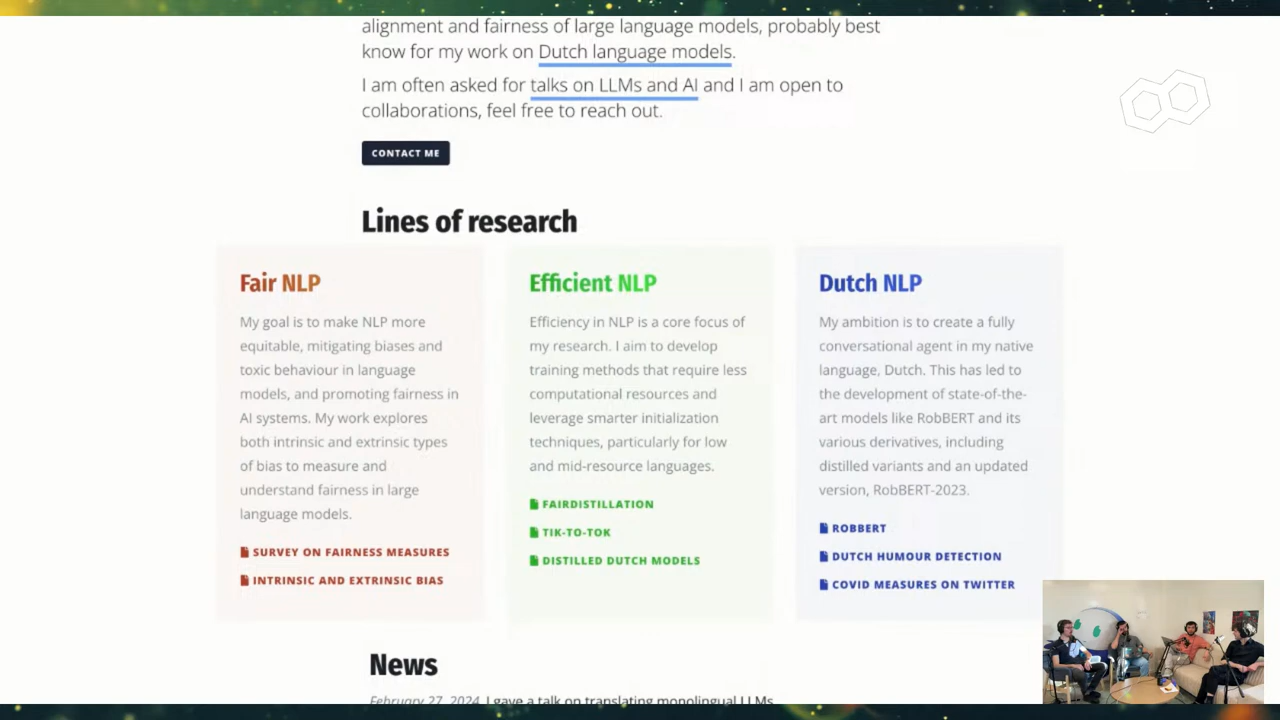 alignment and fairness of large language models, probably best
know for my work on Dutch language models.
I am often asked for talks on LLMs and AI and I am open to
collaborations, feel free to reach out.
CONTACT ME
Lines of research
Fair NLP
My goal is to make NLP more
equitable, mitigating biases and
toxic behaviour in language
models, and promoting fairness in
AI systems. My work explores
both intrinsic and extrinsic types
of bias to measure and
understand fairness in large
language models.
SURVEY ON FAIRNESS MEASURES
INTRINSIC AND EXTRINSIC BIAS
Efficient NLP
Efficiency in NLP is a core focus of
my research. I aim to develop
training methods that require less
computational resources and
leverage smarter initialization
techniques, particularly for low
and mid-resource languages.
FAIRDISTILLATION
TIK-TO-TOK
DISTILLED DUTCH MODELS
Dutch NLP
My ambition is to create a fully
conversational agent in my native
language, Dutch. This has led to
the development of state-of-the-
art models like RobBERT and its
various derivatives, including
distilled variants and an updated
version, RobBERT-2023.
ROBBERT
DUTCH HUMOUR DETECTION
COVID MEASURES ON TWITTER
News
February 27, 2024 I gave a talk on translating monolingual LLMs